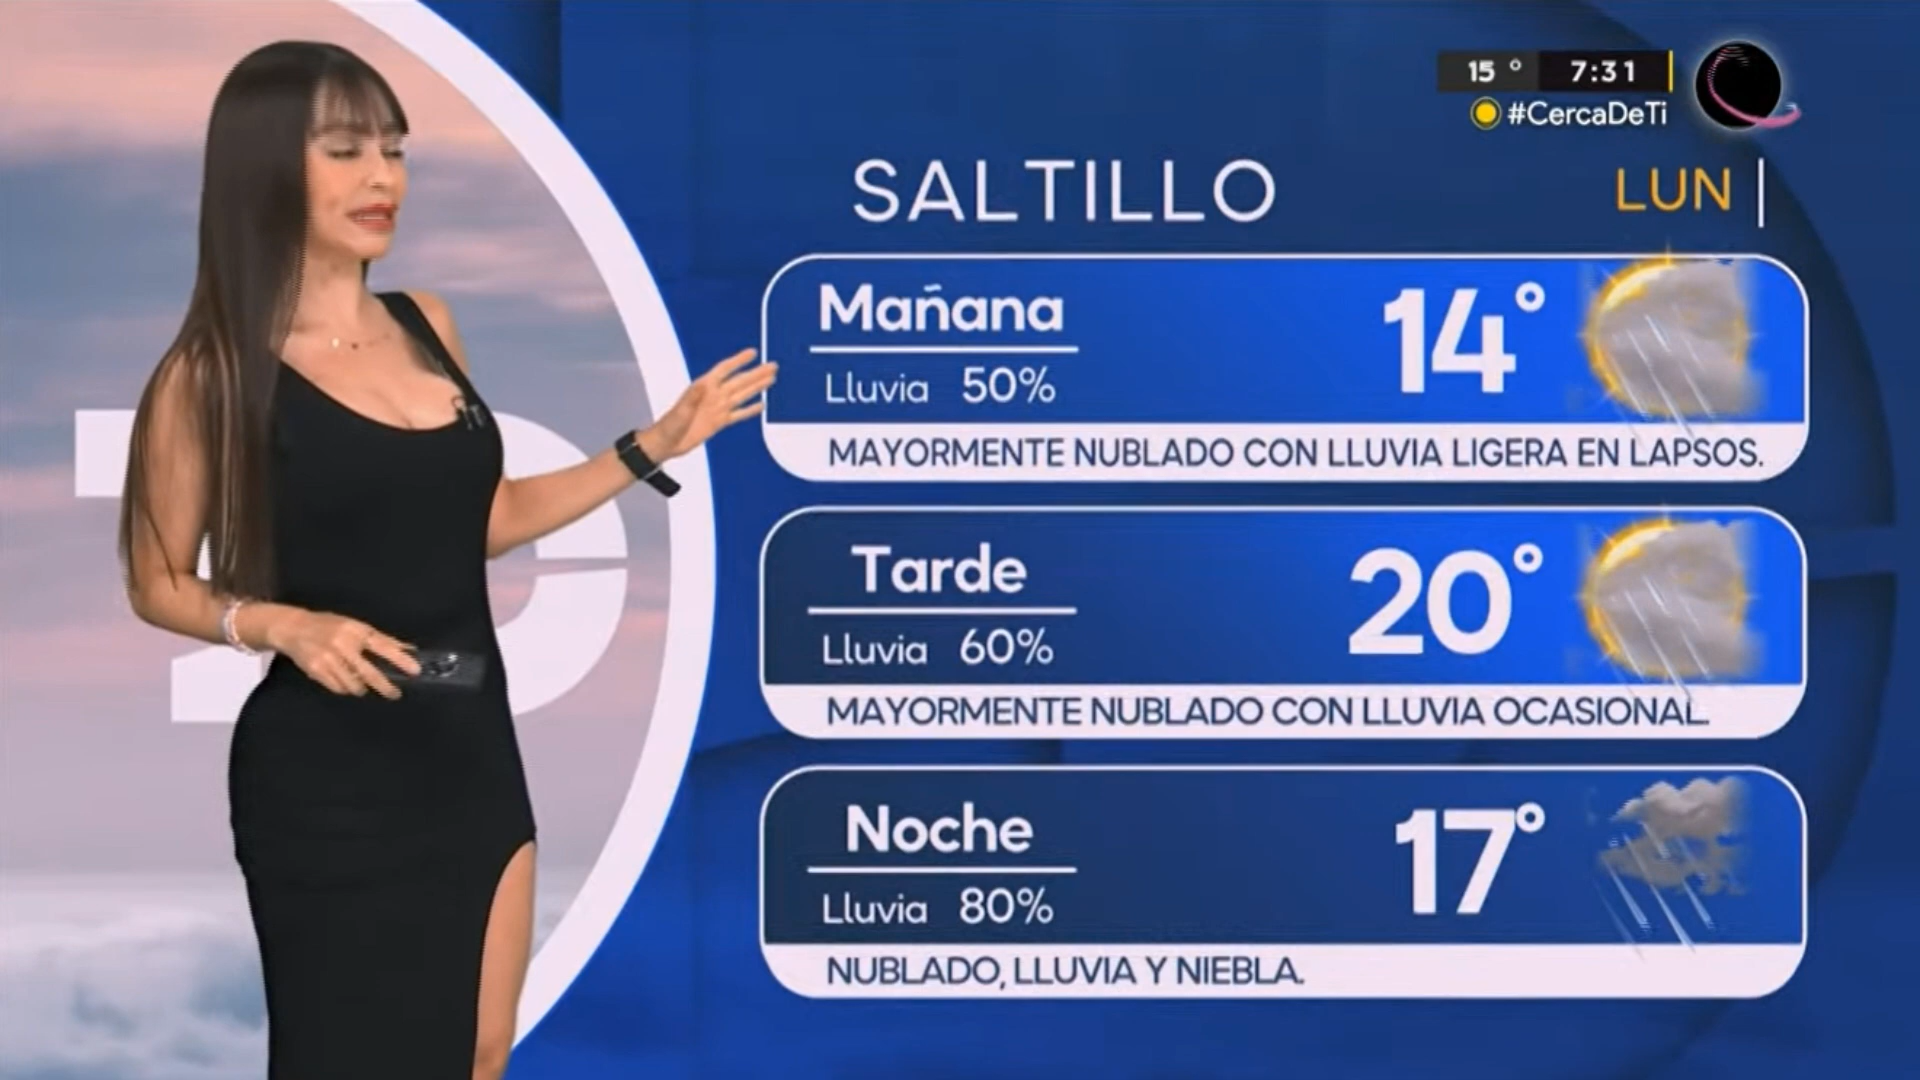 15 ° 7:31
#CercaDeTi
SALTILLO LUN
Mañana 14°
Lluvia 50%
MAYORMENTE NUBLADO CON LLUVIA LIGERA EN LAPSOS.
Tarde 20°
Lluvia 60%
MAYORMENTE NUBLADO CON LLUVIA OCASIONAL.
Noche 17°
Lluvia 80%
NUBLADO, LLUVIA Y NIEBLA.